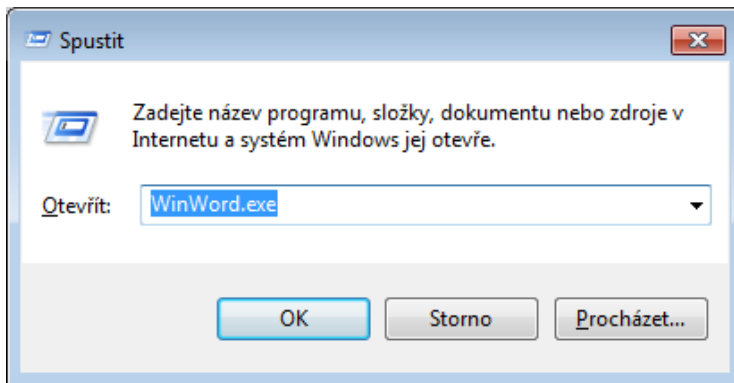 Spustit
Zadejte název programu, složky, dokumentu nebo zdroje v
Internetu a systém Windows jej otevře.
Otevřít: WinWord.exe
OK Storno Procházet...